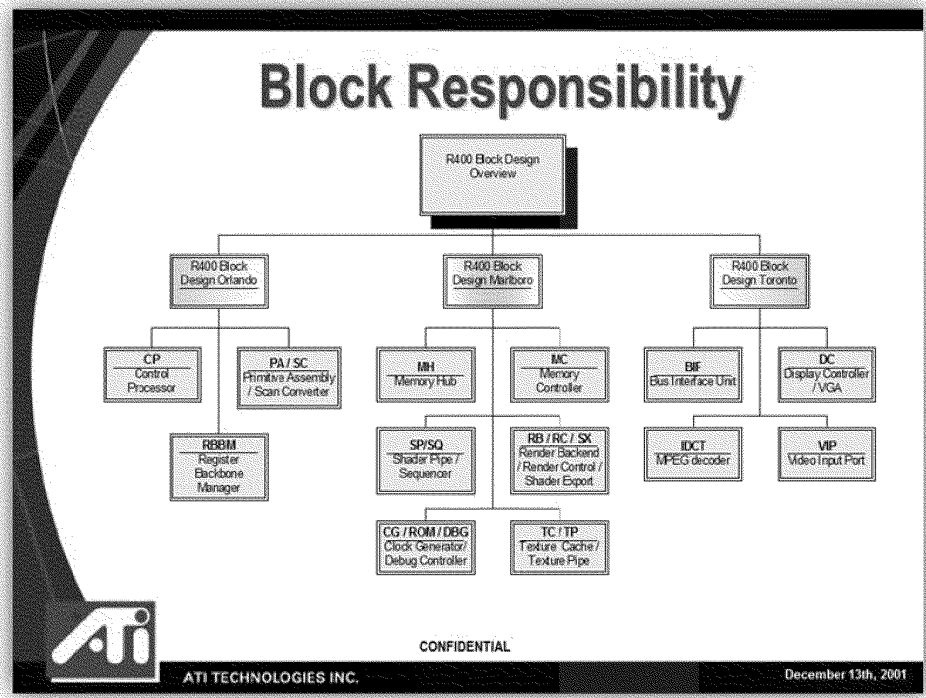 Block Responsibility
R400 Block Design
Overview
R400 Block
Design Orlando
R400 Block
Design Marlboro
R400 Block
Design Toronto
CP
Control
Processor
PA / SC
Primitive Assembly
/ Scan Converter
RBBM
Register
Backbone
Manager
MH
Memory Hub
MC
Memory
Controller
SP/SQ
Shader Pipe /
Sequencer
RB / RC / SX
Render Backend
/ Render Control /
Shader Export
CG / ROM / DBG
Clock Generator/
Debug Controller
TC / TP
Texture Cache /
Texture Pipe
BIF
Bus Interface Unit
DC
Display Controller
/ VGA
IDCT
MPEG decoder
VIP
Video Input Port
ATI
CONFIDENTIAL
ATI TECHNOLOGIES INC.
December 13th, 2001